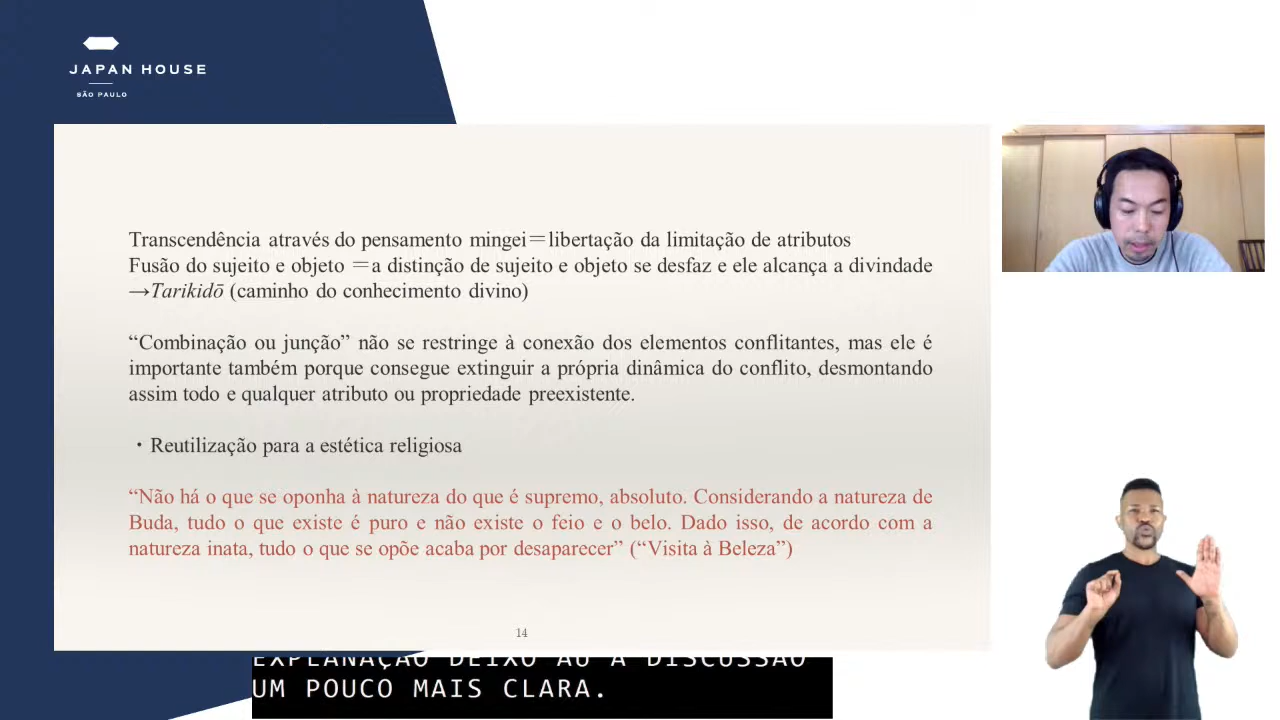 JAPAN HOUSE
SÃO PAULO
Transcendência através do pensamento mingei＝libertação da limitação de atributos
Fusão do sujeito e objeto ＝a distinção de sujeito e objeto se desfaz e ele alcança a divindade
→Tarikidō (caminho do conhecimento divino)
“Combinação ou junção” não se restringe à conexão dos elementos conflitantes, mas ele é
importante também porque consegue extinguir a própria dinâmica do conflito, desmontando
assim todo e qualquer atributo ou propriedade preexistente.
・Reutilização para a estética religiosa
“Não há o que se oponha à natureza do que é supremo, absoluto. Considerando a natureza de
Buda, tudo o que existe é puro e não existe o feio e o belo. Dado isso, de acordo com a
natureza inata, tudo o que se opõe acaba por desaparecer” (“Visita à Beleza”)
14
EXPLANAÇÃO DEIXO AO A DISCUSSÃO
UM POUCO MAIS CLARA.